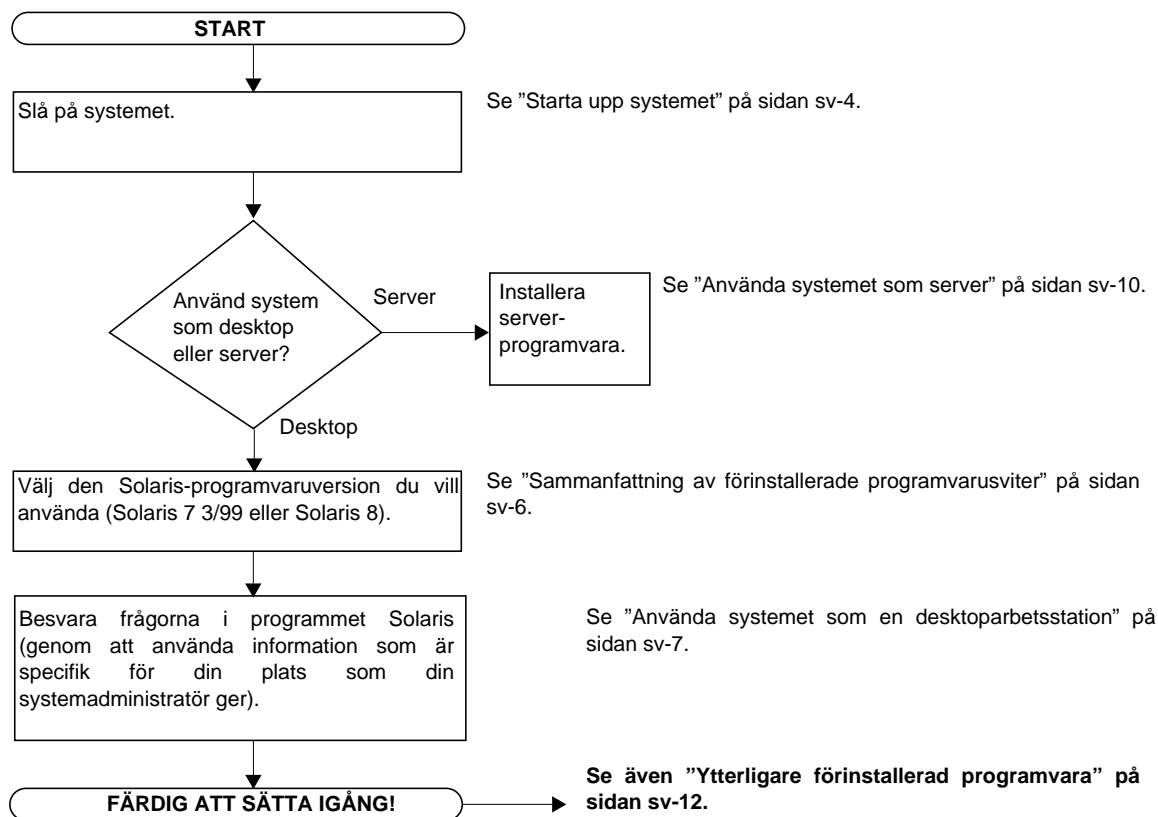 START
Slå på systemet.
Se ”Starta upp systemet” på sidan sv-4.
Använd system
som desktop
eller server?
Server
Installera
server-
programvara.
Se ”Använda systemet som server” på sidan sv-10.
Desktop
Välj den Solaris-programvaruversion du vill
använda (Solaris 7 3/99 eller Solaris 8).
Se ”Sammanfattning av förinstallerade programvarusviter” på sidan
sv-6.
Besvara frågorna i programmet Solaris
(genom att använda information som är
specifik för din plats som din
systemadministratör ger).
Se ”Använda systemet som en desktoparbetsstation” på
sidan sv-7.
FÄRDIG ATT SÄTTA IGÅNG!
Se även ”Ytterligare förinstallerad programvara” på
sidan sv-12.